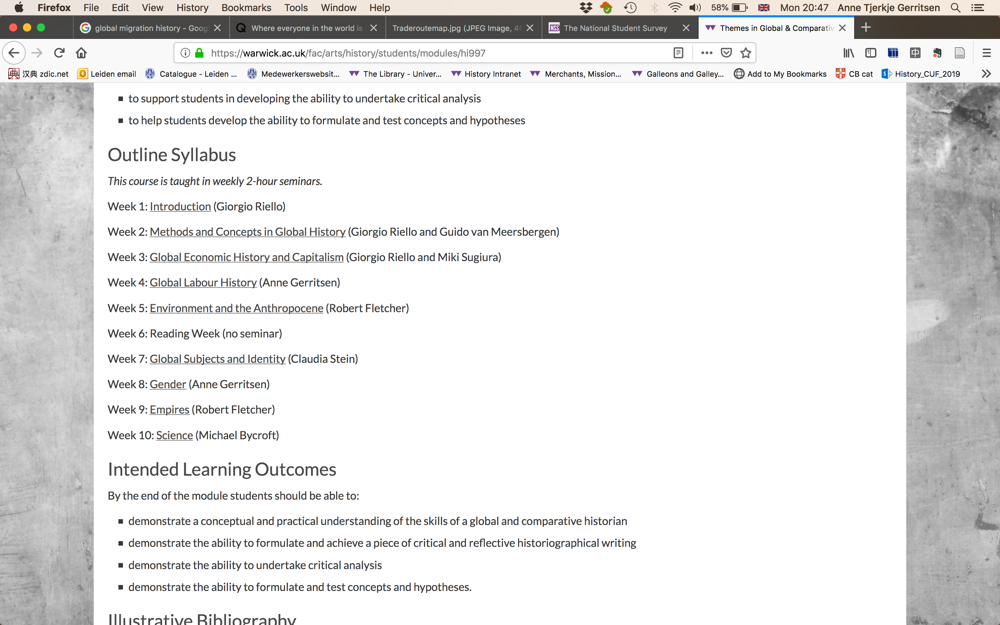 Firefox File Edit View History Bookmarks Tools Window Help 58% Mon 20:47 Anne Tjerkje Gerritsen
global migration history - Goog Where everyone in the world is Traderoutemap.jpg (JPEG Image, 46 NSS The National Student Survey Themes in Global & Comparativ
https://warwick.ac.uk/fac/arts/history/students/modules/hi997 中
汉典 zdic.net Leiden email Catalogue - Leiden ... Medewerkerswebsit... The Library - Univer... History Intranet Merchants, Mission... Galleons and Galley... Add to My Bookmarks CB cat History_CUF_2019
to support students in developing the ability to undertake critical analysis
to help students develop the ability to formulate and test concepts and hypotheses
Outline Syllabus
This course is taught in weekly 2-hour seminars.
Week 1: Introduction (Giorgio Riello)
Week 2: Methods and Concepts in Global History (Giorgio Riello and Guido van Meersbergen)
Week 3: Global Economic History and Capitalism (Giorgio Riello and Miki Sugiura)
Week 4: Global Labour History (Anne Gerritsen)
Week 5: Environment and the Anthropocene (Robert Fletcher)
Week 6: Reading Week (no seminar)
Week 7: Global Subjects and Identity (Claudia Stein)
Week 8: Gender (Anne Gerritsen)
Week 9: Empires (Robert Fletcher)
Week 10: Science (Michael Bycroft)
Intended Learning Outcomes
By the end of the module students should be able to:
demonstrate a conceptual and practical understanding of the skills of a global and comparative historian
demonstrate the ability to formulate and achieve a piece of critical and reflective historiographical writing
demonstrate the ability to undertake critical analysis
demonstrate the ability to formulate and test concepts and hypotheses.
Illustrative Bibliography